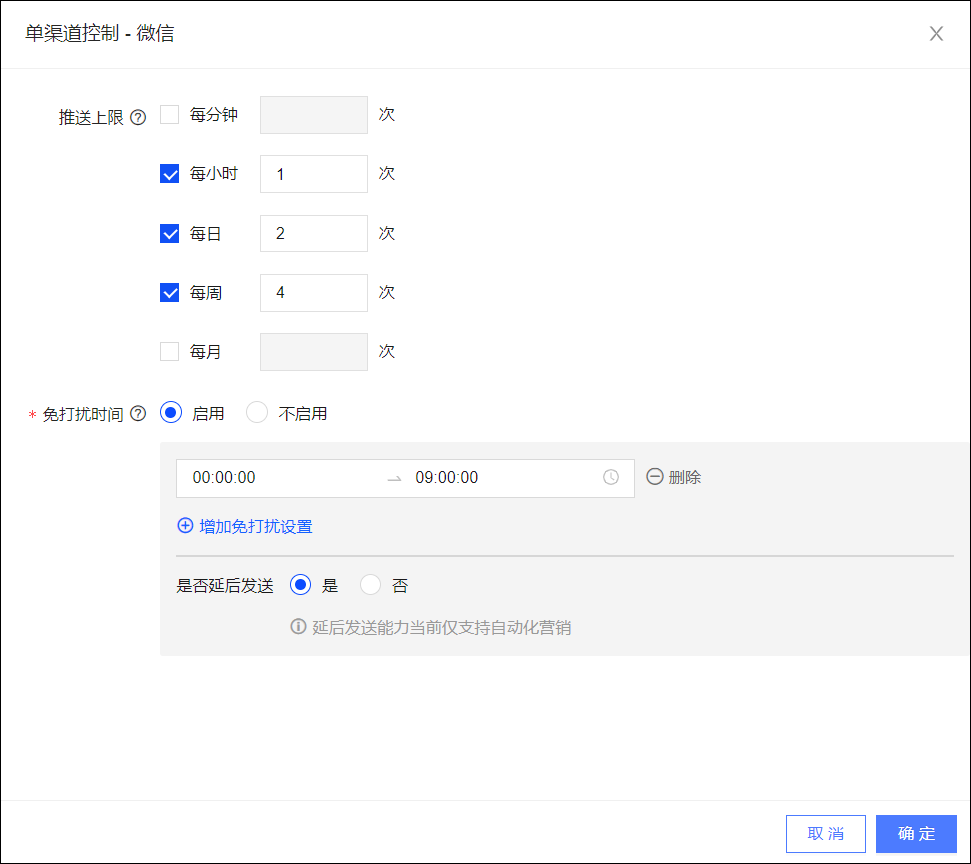 单渠道控制 - 微信
推送上限 每分钟 次
每小时 1 次
每日 2 次
每周 4 次
每月 次
* 免打扰时间 启用 不启用
00:00:00 → 09:00:00 删除
增加免打扰设置
是否延后发送 是 否
延后发送能力当前仅支持自动化营销
取消 确定